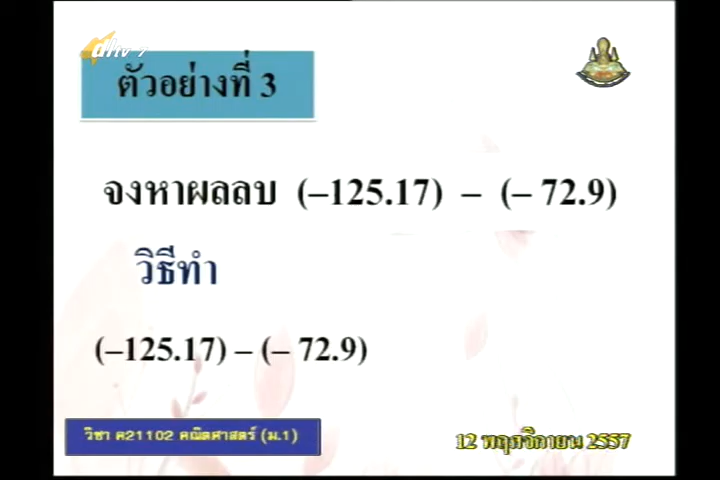 dltv 7
ตัวอย่างที่ 3
จงหาผลลบ (–125.17) – (– 72.9)
วิธีทำ
(–125.17) – (– 72.9)
วิชา ค21102 คณิตศาสตร์ (ม.1)
12 พฤศจิกายน 2557